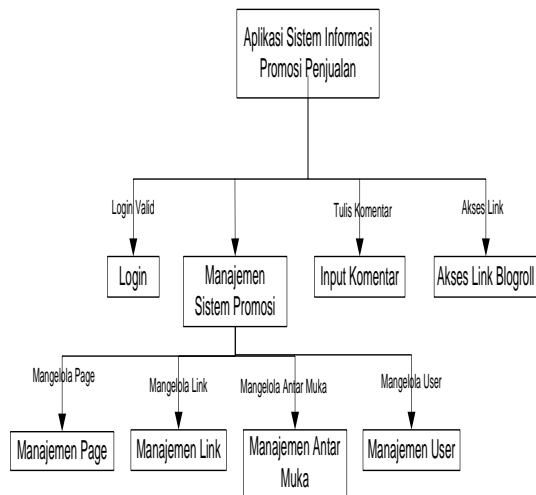 Aplikasi Sistem Informasi
Promosi Penjualan
Login Valid
Tulis Komentar
Akses Link
Login
Manajemen
Sistem Promosi
Input Komentar
Akses Link Blogroll
Mangelola Page
Mangelola Link
Mangelola Antar Muka
Mangelola User
Manajemen Page
Manajemen Link
Manajemen Antar
Muka
Manajemen User